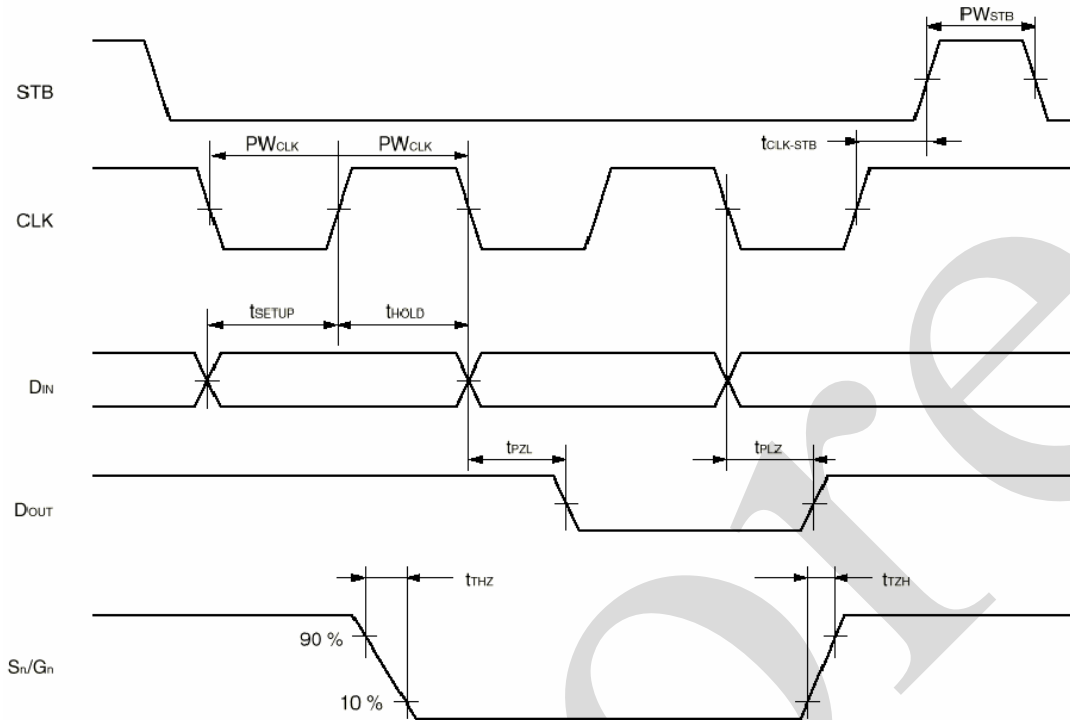 PWSTB
STB
tCLK-STB
PWCLK PWCLK
CLK
tSETUP tHOLD
DIN
tPZL tPLZ
DOUT
tTHZ tTZH
90 %
Sn/Gn
10 %
ore